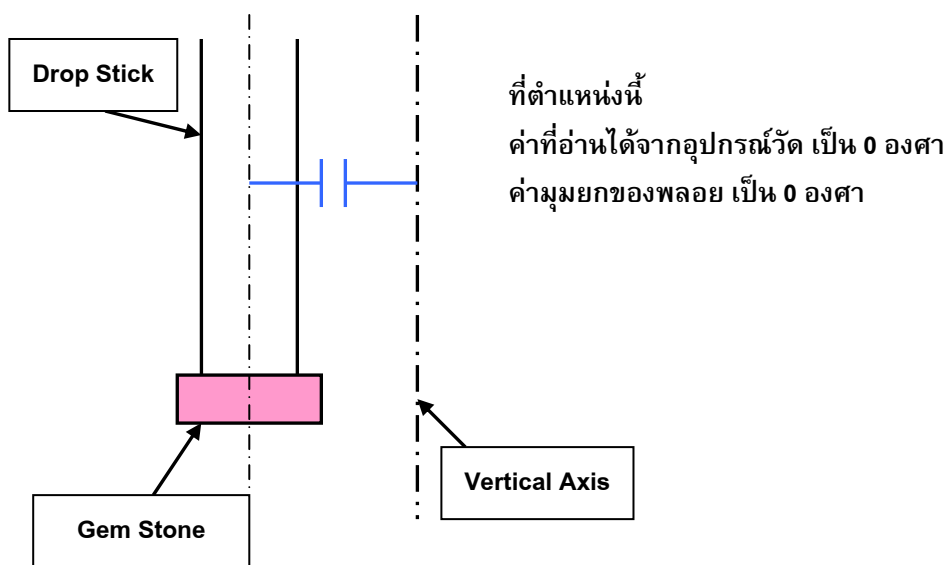 Drop Stick
ที่ตำแหน่งนี้
ค่าที่อ่านได้จากอุปกรณ์วัด เป็น 0 องศา
ค่ามุมยกของพลอย เป็น 0 องศา
Vertical Axis
Gem Stone